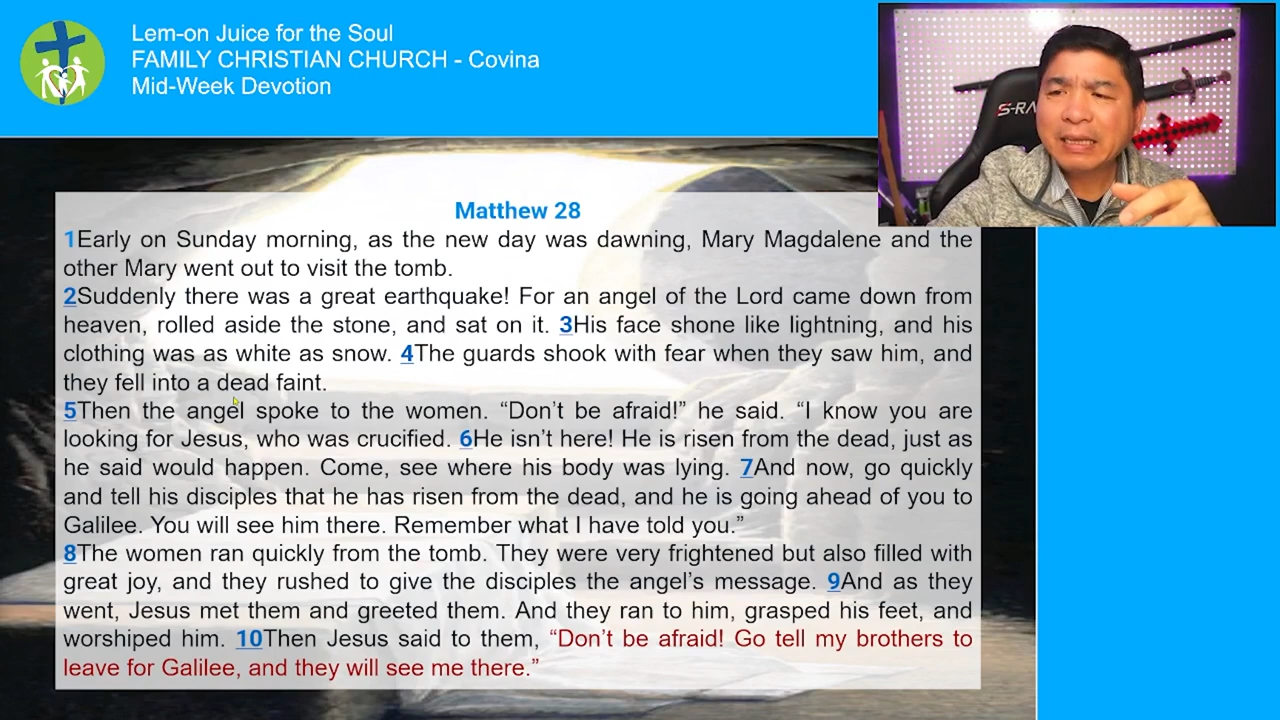 Lem-on Juice for the Soul
FAMILY CHRISTIAN CHURCH - Covina
Mid-Week Devotion
S-RA
Matthew 28
1Early on Sunday morning, as the new day was dawning, Mary Magdalene and the
other Mary went out to visit the tomb.
2Suddenly there was a great earthquake! For an angel of the Lord came down from
heaven, rolled aside the stone, and sat on it. 3His face shone like lightning, and his
clothing was as white as snow. 4The guards shook with fear when they saw him, and
they fell into a dead faint.
5Then the angel spoke to the women. “Don’t be afraid!” he said. “I know you are
looking for Jesus, who was crucified. 6He isn’t here! He is risen from the dead, just as
he said would happen. Come, see where his body was lying. 7And now, go quickly
and tell his disciples that he has risen from the dead, and he is going ahead of you to
Galilee. You will see him there. Remember what I have told you.”
8The women ran quickly from the tomb. They were very frightened but also filled with
great joy, and they rushed to give the disciples the angel’s message. 9And as they
went, Jesus met them and greeted them. And they ran to him, grasped his feet, and
worshiped him. 10Then Jesus said to them, “Don’t be afraid! Go tell my brothers to
leave for Galilee, and they will see me there.”